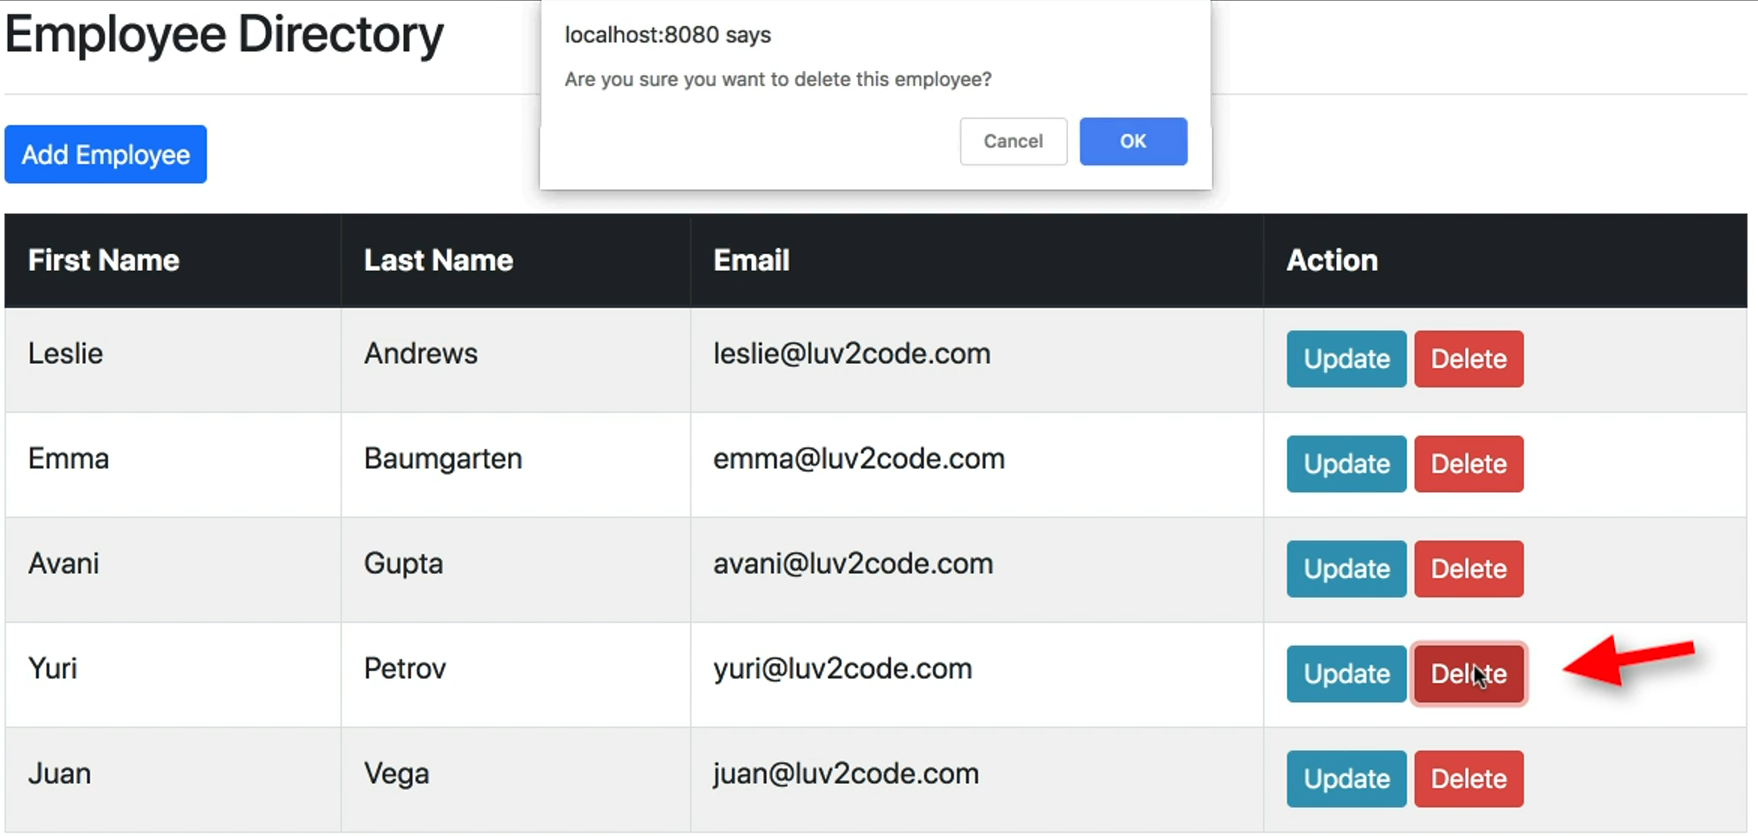 Employee Directory
localhost:8080 says
Are you sure you want to delete this employee?
Cancel OK
Add Employee
First Name Last Name Email Action
Leslie Andrews leslie@luv2code.com Update Delete
Emma Baumgarten emma@luv2code.com Update Delete
Avani Gupta avani@luv2code.com Update Delete
Yuri Petrov yuri@luv2code.com Update Delete
Juan Vega juan@luv2code.com Update Delete